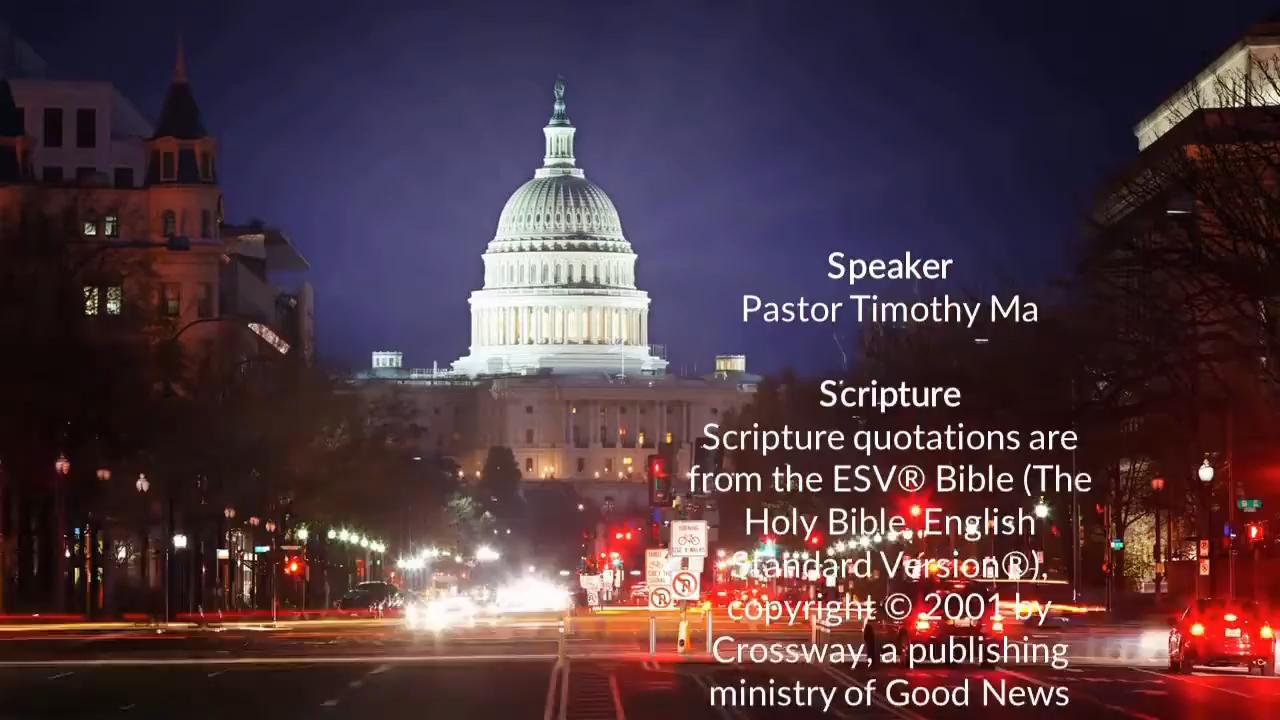 Speaker
Pastor Timothy Ma
Scripture
Scripture quotations are
from the ESV® Bible (The
Holy Bible, English
Standard Version®),
copyright © 2001 by
Crossway, a publishing
ministry of Good News